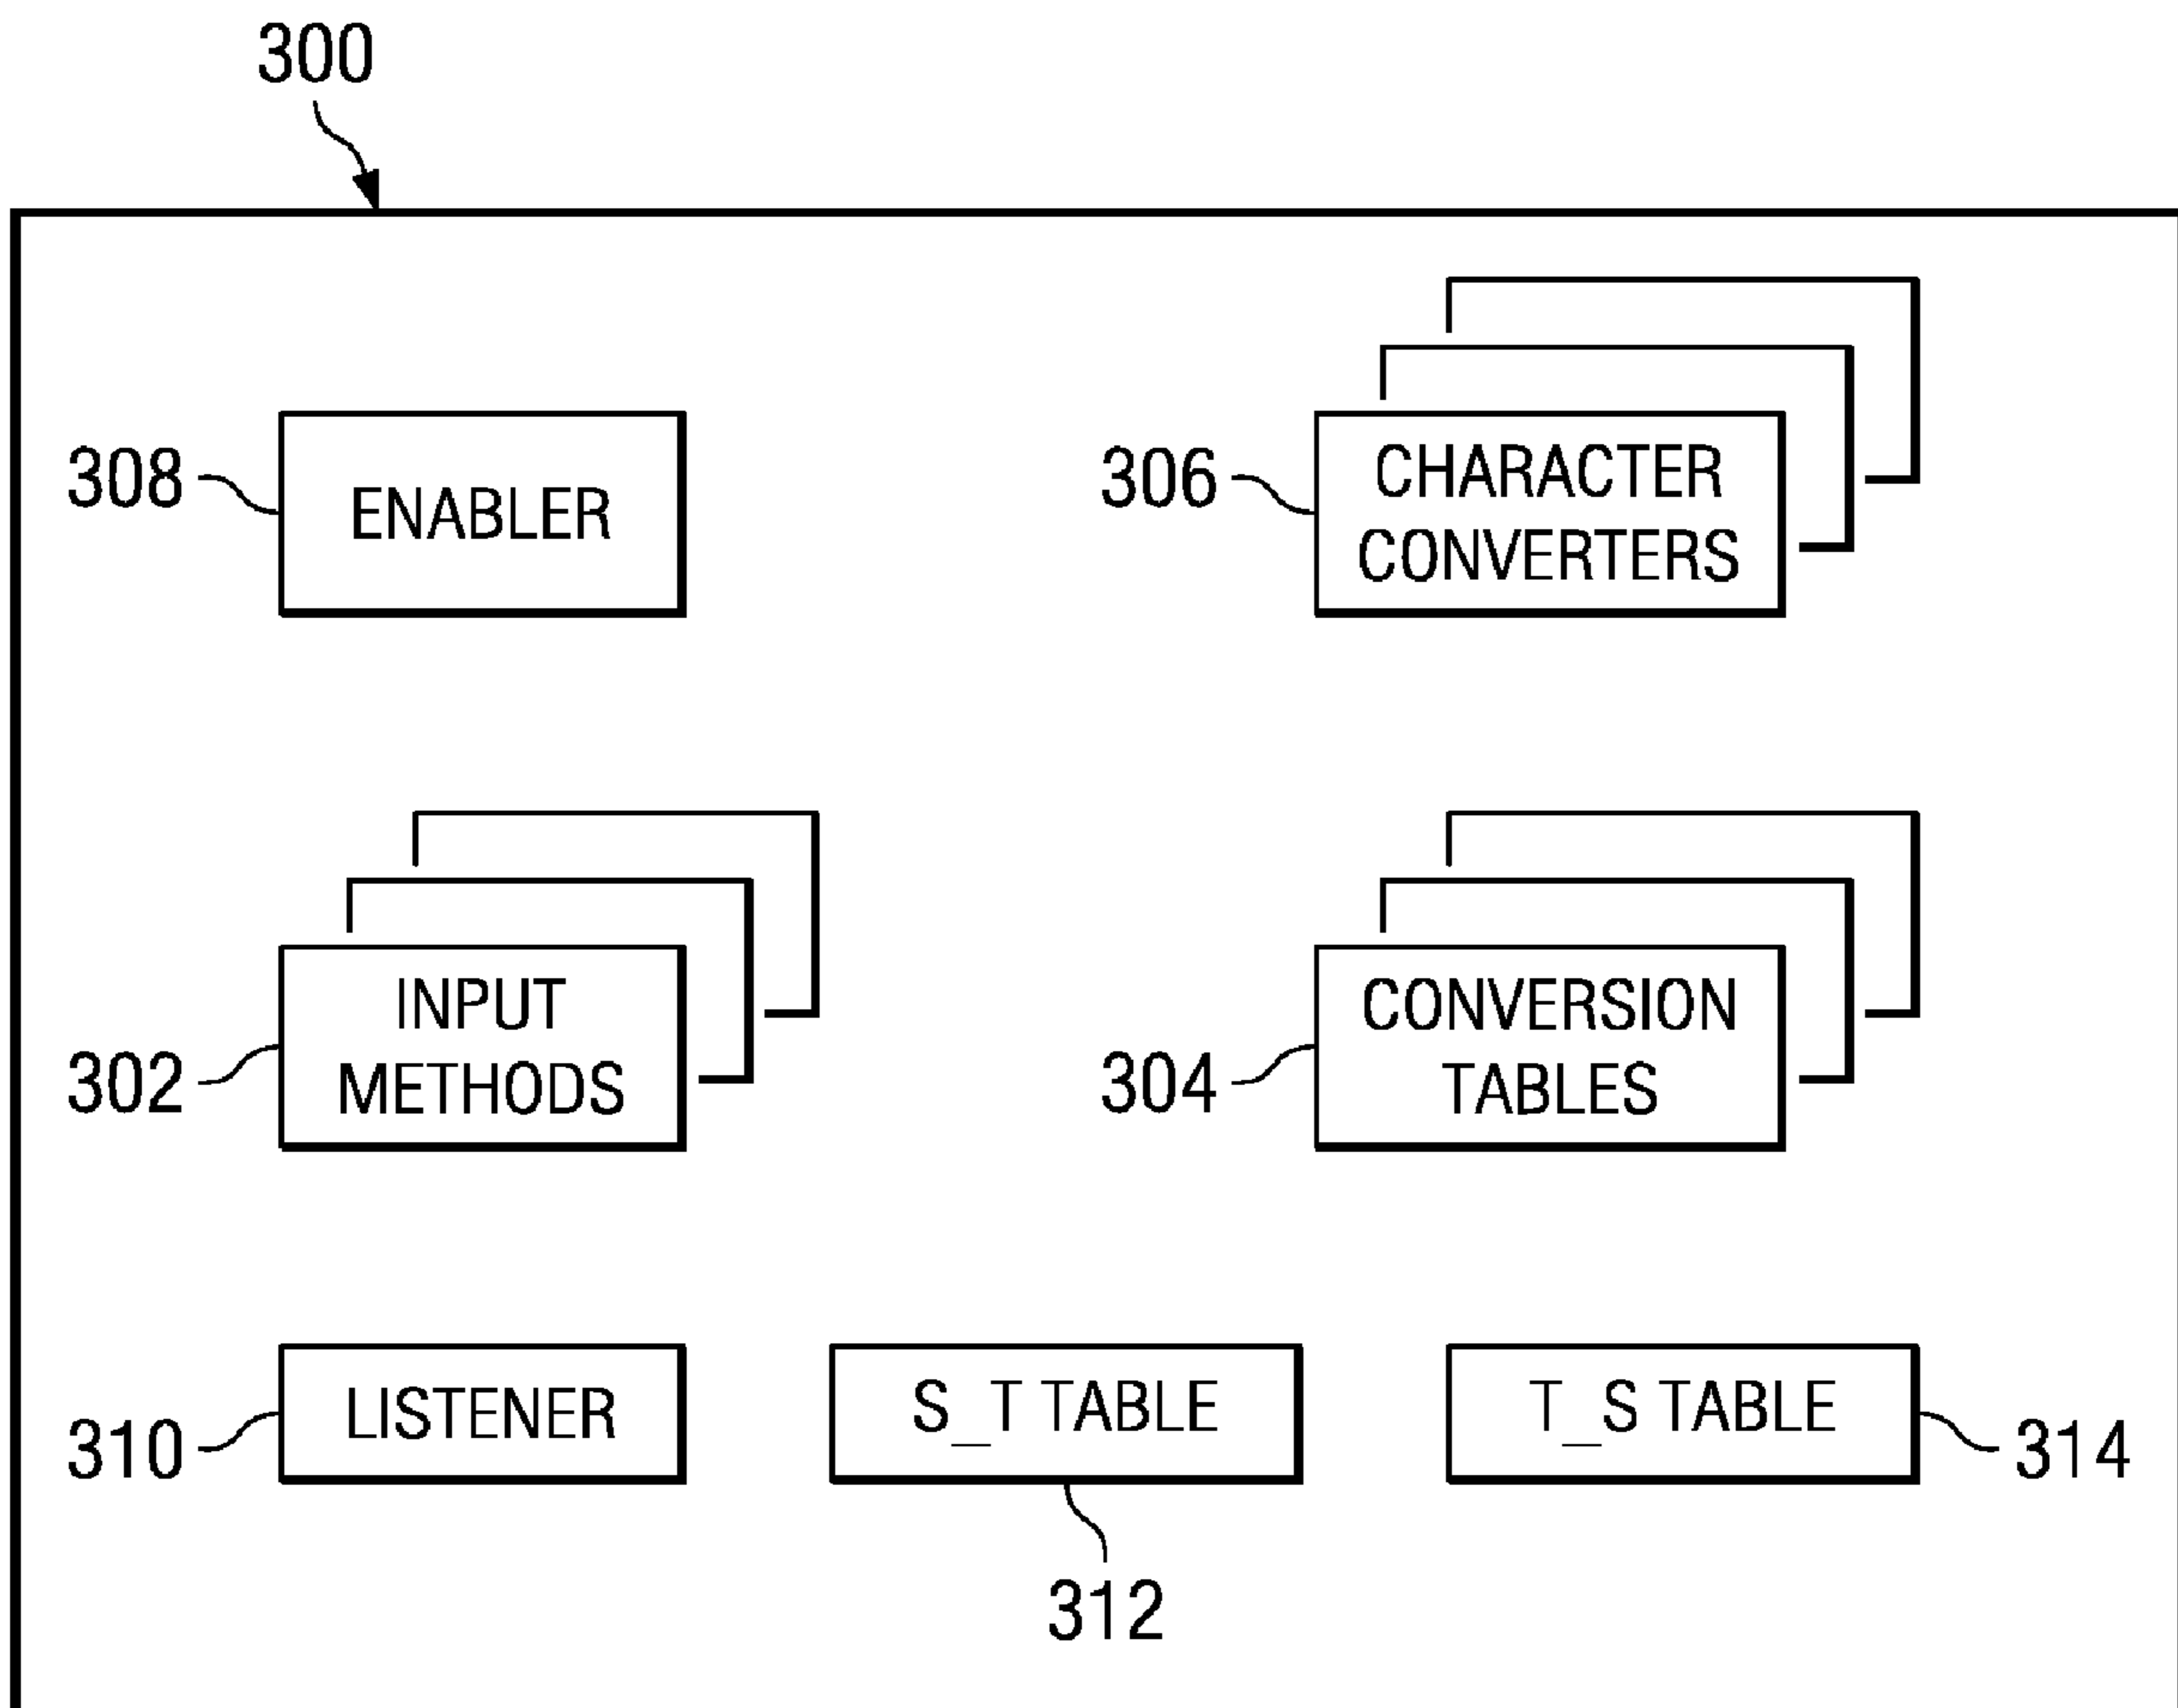 300
308
ENABLER
306
CHARACTER
CONVERTERS
302
INPUT
METHODS
304
CONVERSION
TABLES
310
LISTENER
S_T TABLE
T_S TABLE
314
312